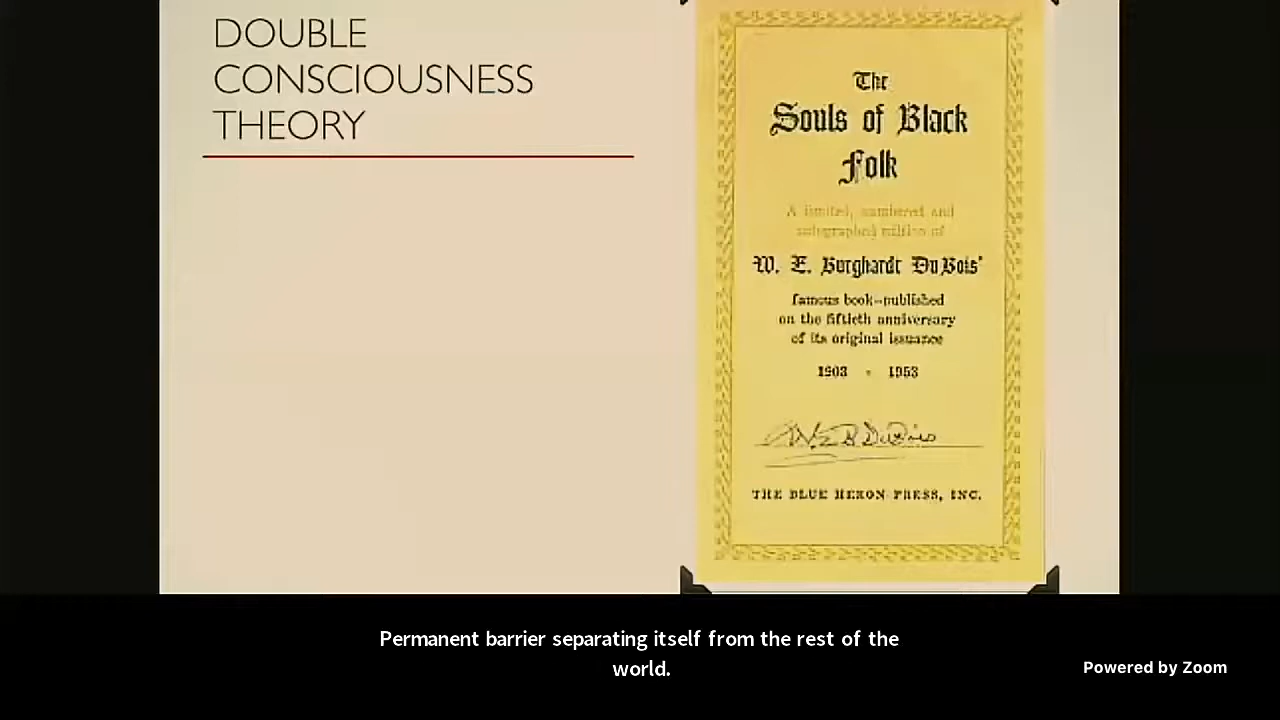 DOUBLE
CONSCIOUSNESS
THEORY
The
Souls of Black
Folk
A limited, numbered and
autographed edition of
W. E. Burghardt DuBois'
famous book—published
on the fiftieth anniversary
of its original issuance
1903 • 1953
W E B DuBois
THE BLUE HERON PRESS, INC.
Permanent barrier separating itself from the rest of the
world.
Powered by Zoom